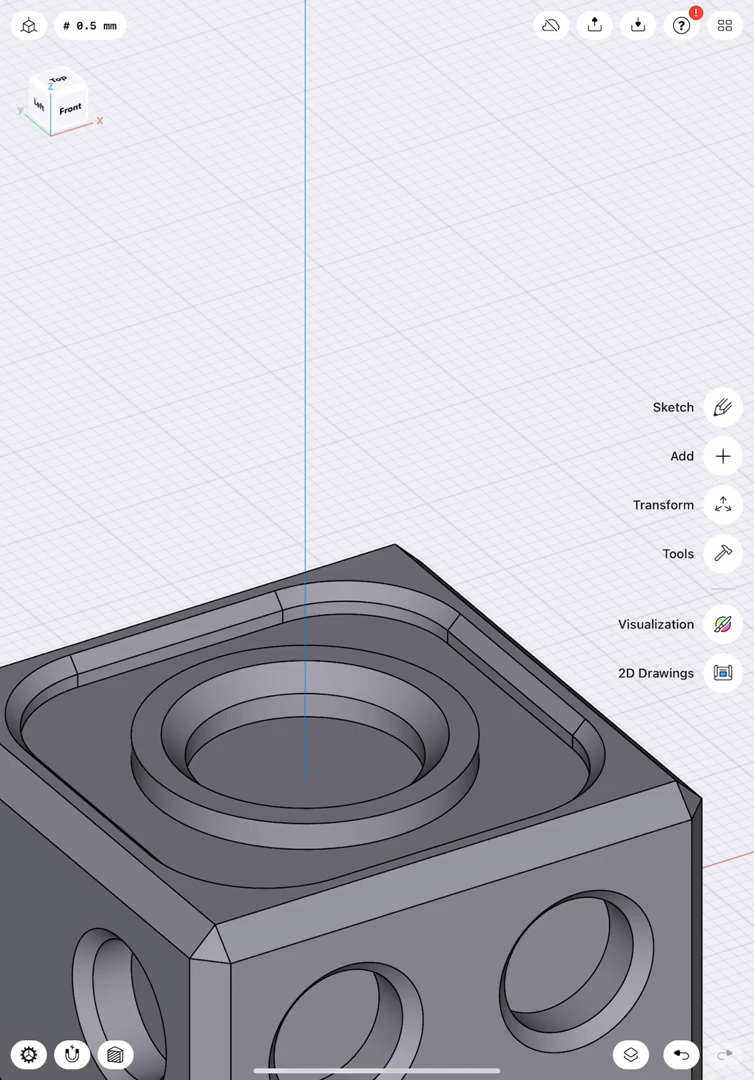 # 0.5 mm
!
?
Top
Z
Left
Front
y
X
Sketch
Add
Transform
Tools
Visualization
2D Drawings